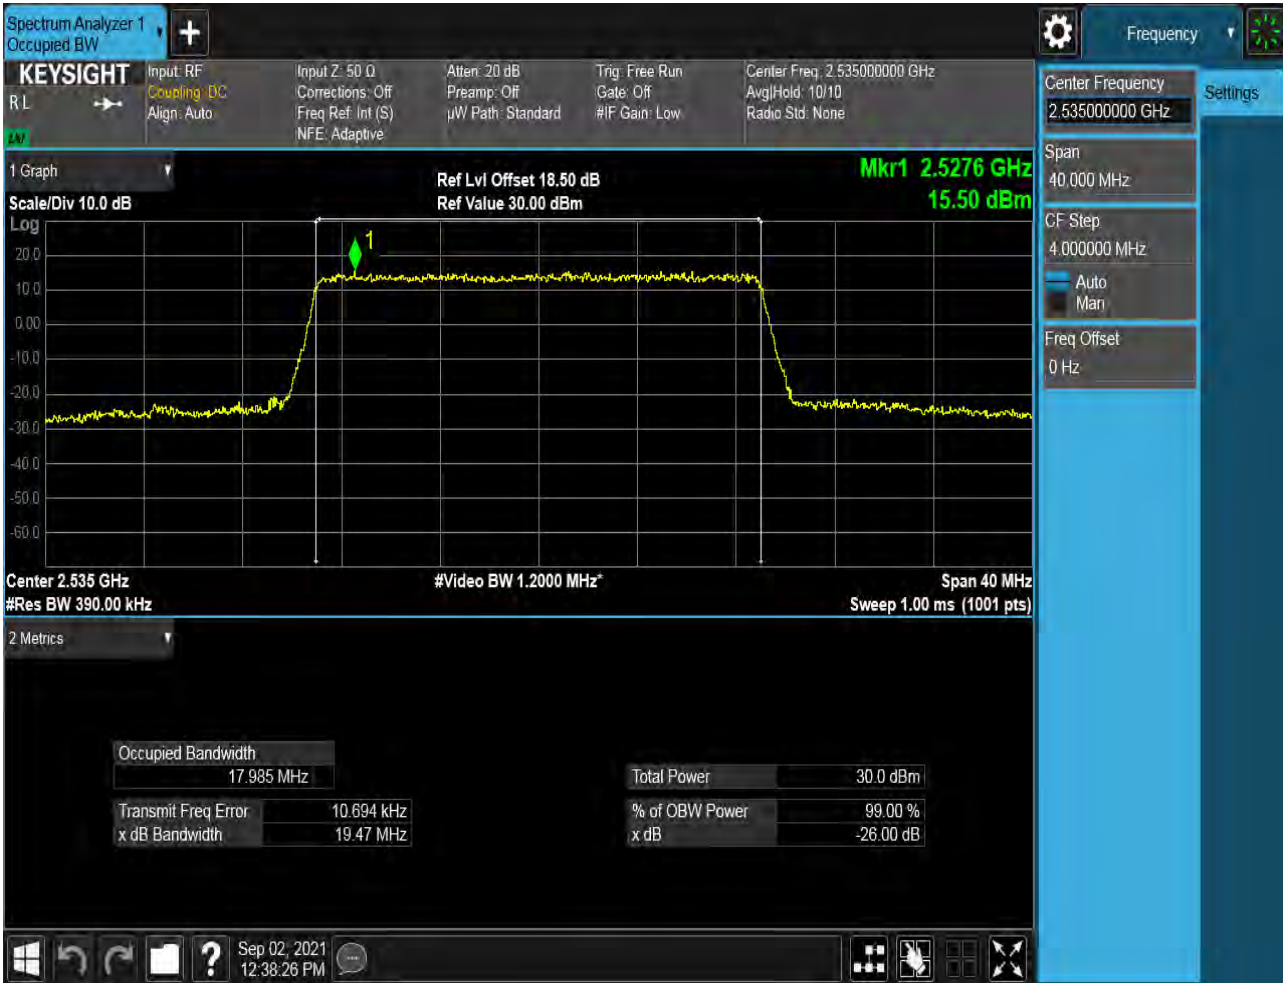 Spectrum Analyzer 1
Occupied BW
+
Frequency
KEYSIGHT
R L
LXI
Input: RF
Coupling: DC
Align: Auto
Input Z: 50 Ω
Corrections: Off
Freq Ref: Int (S)
NFE: Adaptive
Atten: 20 dB
Preamp: Off
µW Path: Standard
Trig: Free Run
Gate: Off
#IF Gain: Low
Center Freq: 2.535000000 GHz
Avg|Hold: 10/10
Radio Std: None
Center Frequency
2.535000000 GHz
Settings
Span
40.000 MHz
CF Step
4.000000 MHz
Auto
Man
Freq Offset
0 Hz
1 Graph
Scale/Div 10.0 dB
Ref Lvl Offset 18.50 dB
Ref Value 30.00 dBm
Mkr1 2.5276 GHz
15.50 dBm
Log
1
20.0
10.0
0.00
-10.0
-20.0
-30.0
-40.0
-50.0
-60.0
Center 2.535 GHz
#Res BW 390.00 kHz
#Video BW 1.2000 MHz*
Span 40 MHz
Sweep 1.00 ms (1001 pts)
2 Metrics
Occupied Bandwidth
17.985 MHz
Transmit Freq Error 10.694 kHz
x dB Bandwidth 19.47 MHz
Total Power 30.0 dBm
% of OBW Power 99.00 %
x dB -26.00 dB
?
Sep 02, 2021
12:38:26 PM